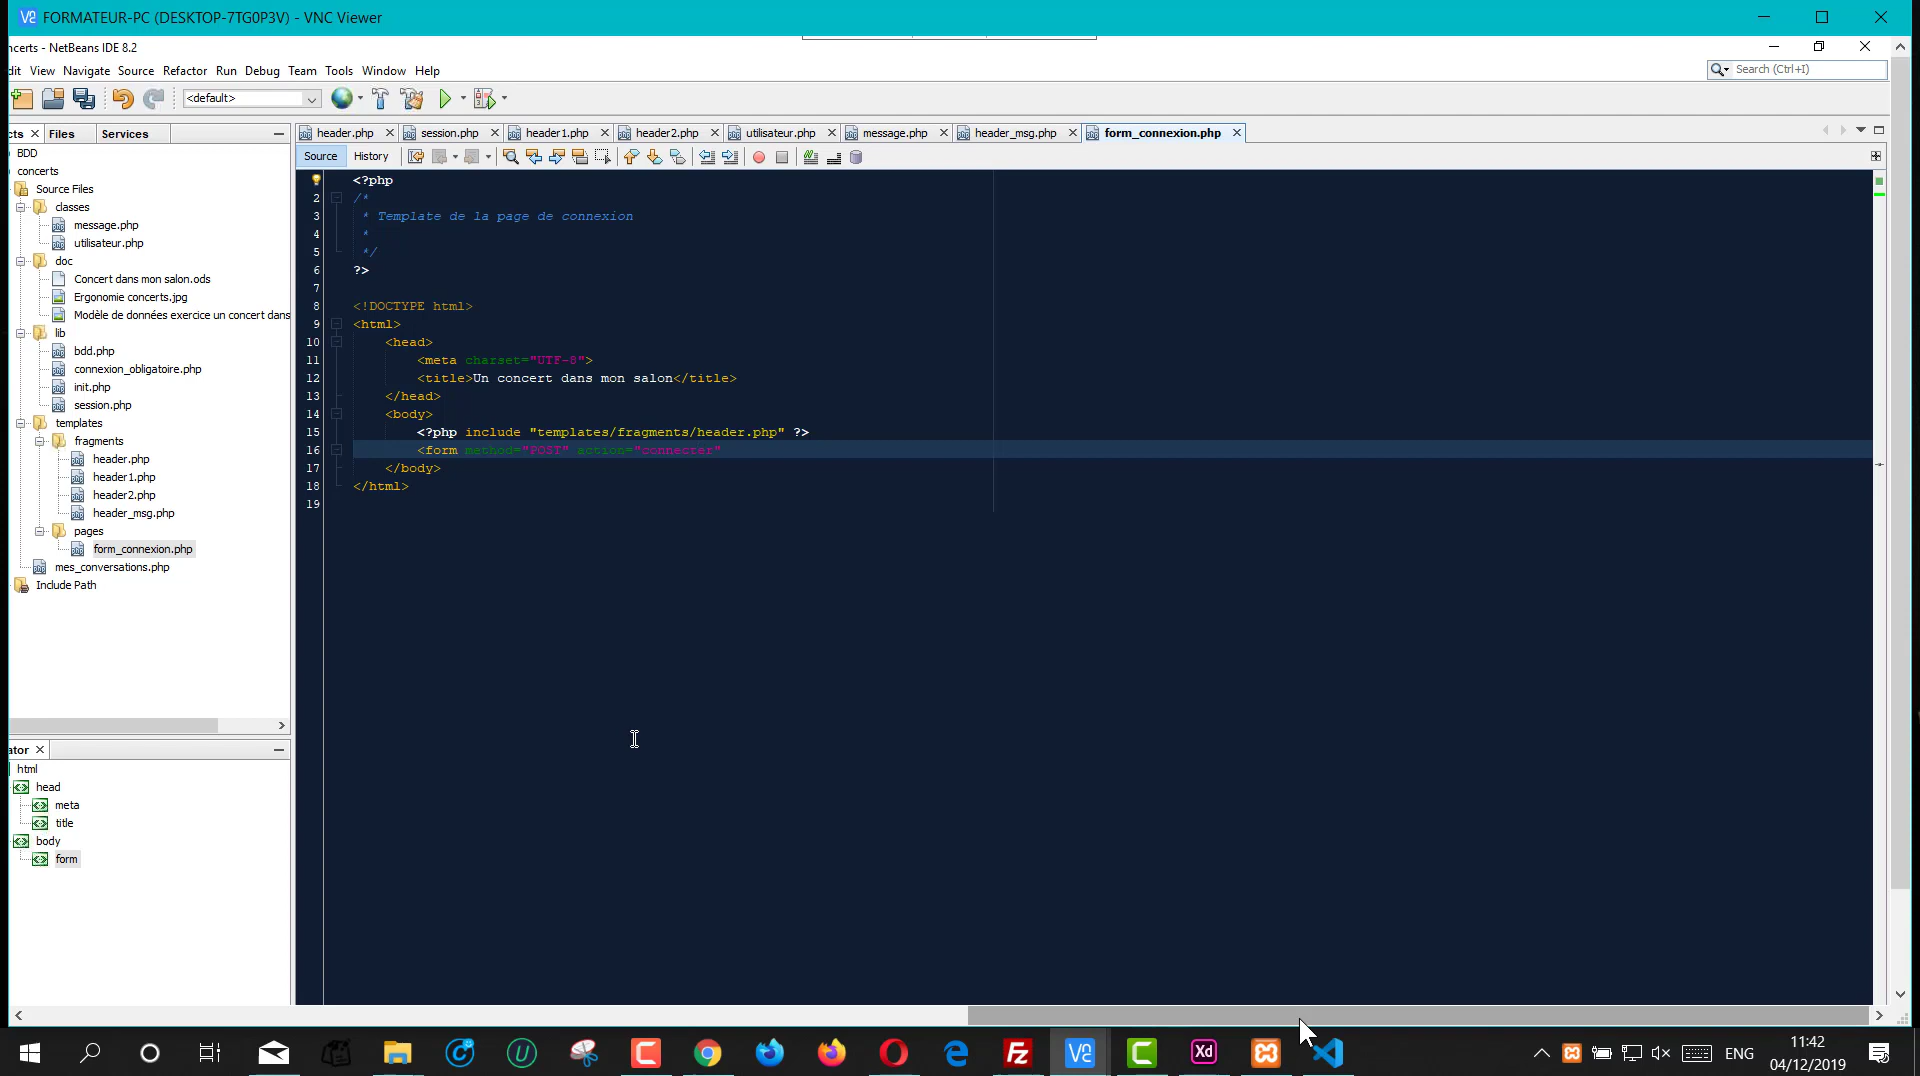 FORMATEUR-PC (DESKTOP-7TG0P3V) - VNC Viewer
ncerts - NetBeans IDE 8.2
dit View Navigate Source Refactor Run Debug Team Tools Window Help
Search (Ctrl+I)
<default>
cts Files Services
header.php session.php header1.php header2.php utilisateur.php message.php header_msg.php form_connexion.php
Source History
BDD
concerts
Source Files
classes
message.php
utilisateur.php
doc
Concert dans mon salon.ods
Ergonomie concerts.jpg
Modèle de données exercice un concert dans
lib
bdd.php
connexion_obligatoire.php
init.php
session.php
templates
fragments
header.php
header1.php
header2.php
header_msg.php
pages
form_connexion.php
mes_conversations.php
Include Path
ator
html
head
meta
title
body
form
<?php
2 /*
3 * Template de la page de connexion
4 *
5 */
6 ?>
7
8 <!DOCTYPE html>
9 <html>
10 <head>
11 <meta charset="UTF-8">
12 <title>Un concert dans mon salon</title>
13 </head>
14 <body>
15 <?php include "templates/fragments/header.php" ?>
16 <form method="POST" action="connecter"
17 </body>
18 </html>
19
ENG
11:42
04/12/2019